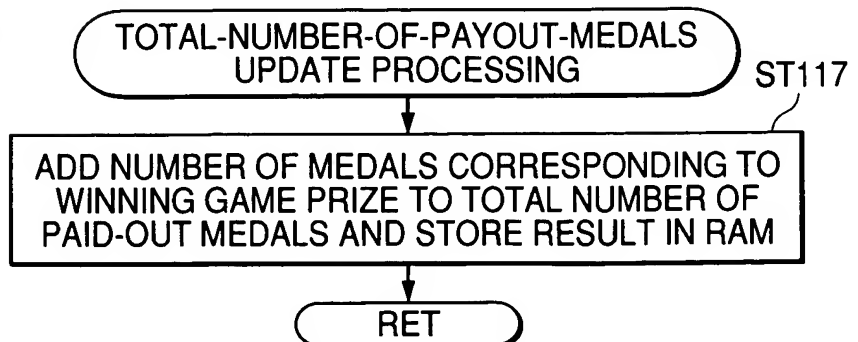 TOTAL-NUMBER-OF-PAYOUT-MEDALS
UPDATE PROCESSING
ST117
ADD NUMBER OF MEDALS CORRESPONDING TO
WINNING GAME PRIZE TO TOTAL NUMBER OF
PAID-OUT MEDALS AND STORE RESULT IN RAM
RET